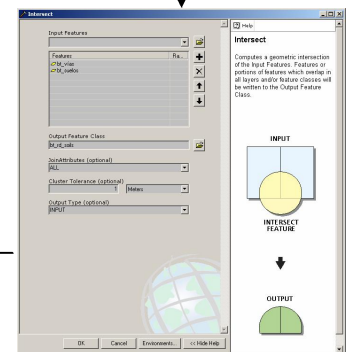 Intersect
Input Features
Features
Ra...
bt_vias
bt_suelos
Output Feature Class
bt_rd_soils
JoinAttributes (optional)
ALL
Cluster Tolerance (optional)
1
Meters
Output Type (optional)
INPUT
OK
Cancel
Environments...
<< Hide Help
Help
Intersect
Computes a geometric intersection
of the Input Features. Features or
portions of features which overlap in
all layers and/or feature classes will
be written to the Output Feature
Class.
INPUT
INTERSECT
FEATURE
OUTPUT